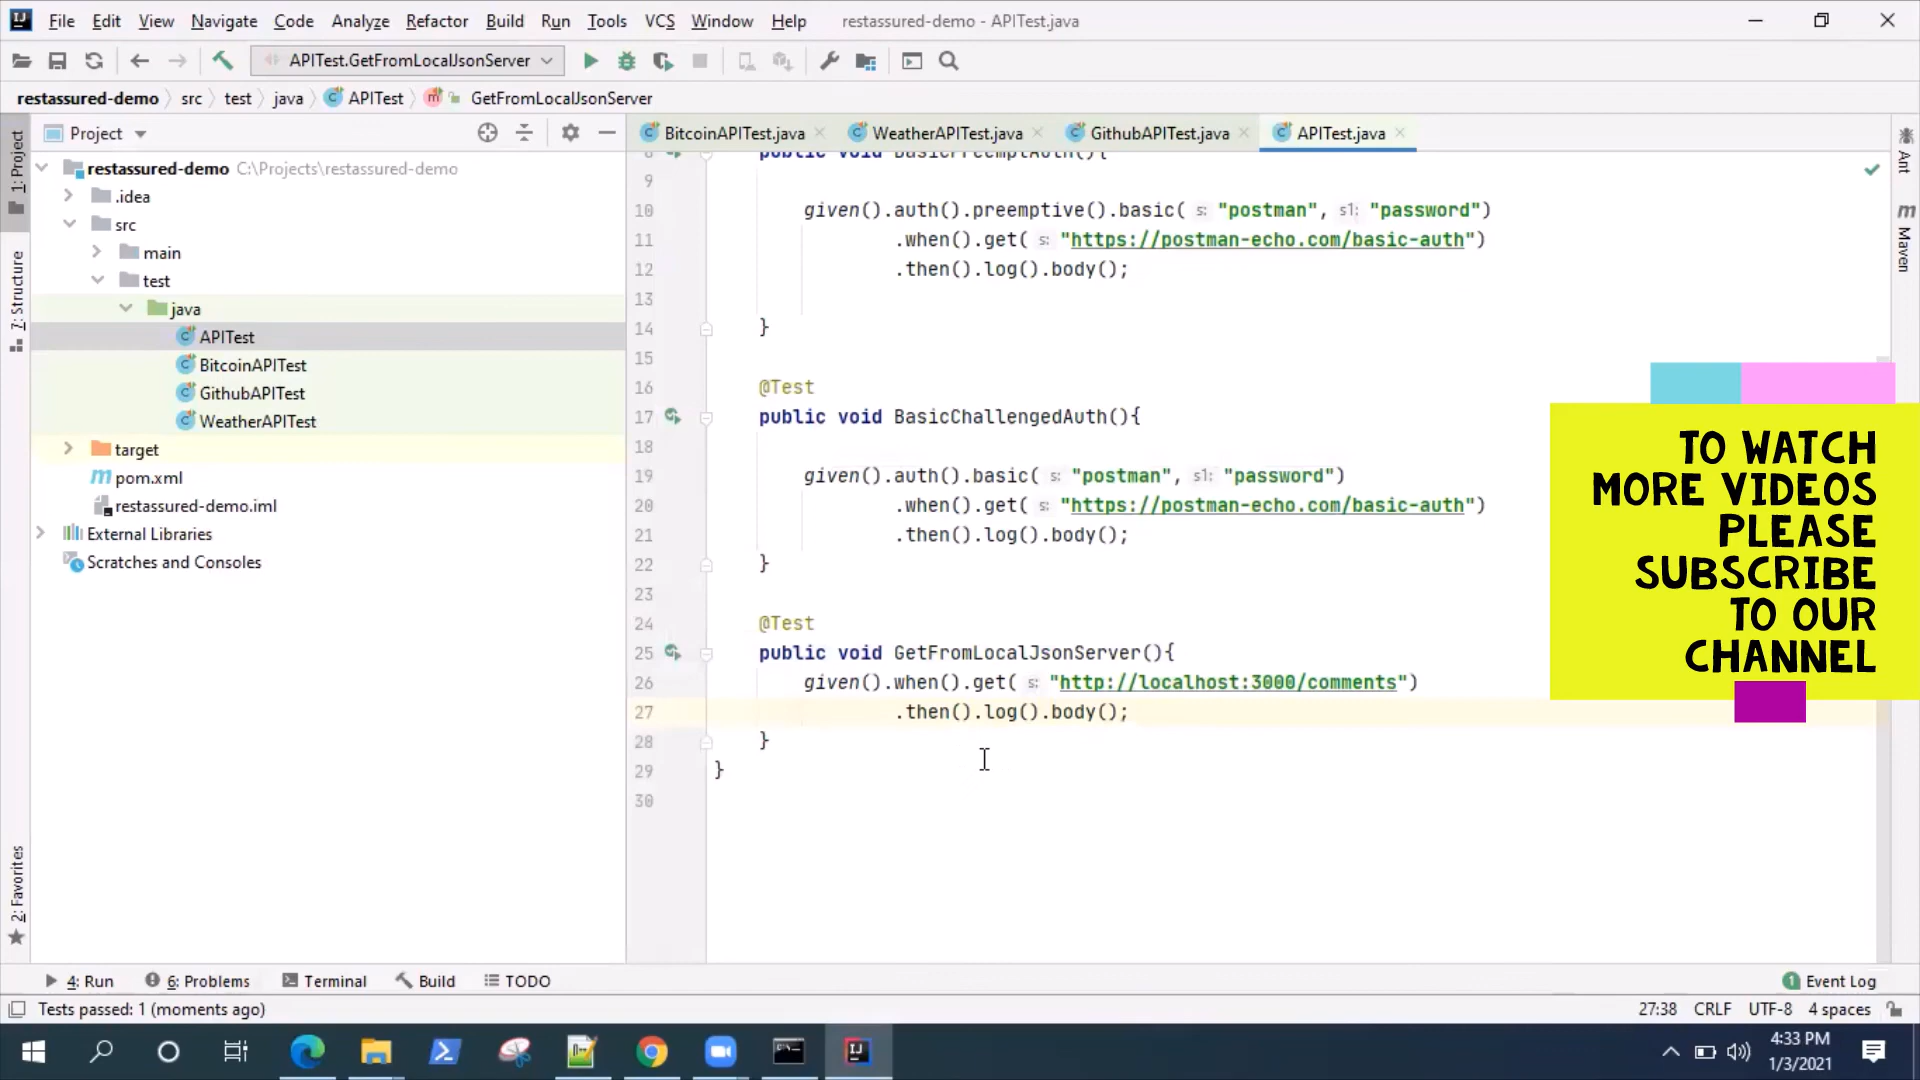 File Edit View Navigate Code Analyze Refactor Build Run Tools VCS Window Help restassured-demo - APITest.java
APITest.GetFromLocalJsonServer
restassured-demo src test java APITest m GetFromLocalJsonServer
1: Project
7: Structure
2: Favorites
Project
restassured-demo C:\Projects\restassured-demo
.idea
src
main
test
java
APITest
BitcoinAPITest
GithubAPITest
WeatherAPITest
target
pom.xml
restassured-demo.iml
External Libraries
Scratches and Consoles
BitcoinAPITest.java WeatherAPITest.java GithubAPITest.java APITest.java
8 public void BasicPreemptAuth(){
9
10 given().auth().preemptive().basic( s: "postman", s1: "password")
11 .when().get( s: "https://postman-echo.com/basic-auth")
12 .then().log().body();
13
14 }
15
16 @Test
17 public void BasicChallengedAuth(){
18
19 given().auth().basic( s: "postman", s1: "password")
20 .when().get( s: "https://postman-echo.com/basic-auth")
21 .then().log().body();
22 }
23
24 @Test
25 public void GetFromLocalJsonServer(){
26 given().when().get( s: "http://localhost:3000/comments")
27 .then().log().body();
28 }
29 }
30
Ant
Maven
TO WATCH
MORE VIDEOS
PLEASE
SUBSCRIBE
TO OUR
CHANNEL
4: Run 6: Problems Terminal Build TODO 1 Event Log
Tests passed: 1 (moments ago) 27:38 CRLF UTF-8 4 spaces
4:33 PM
1/3/2021